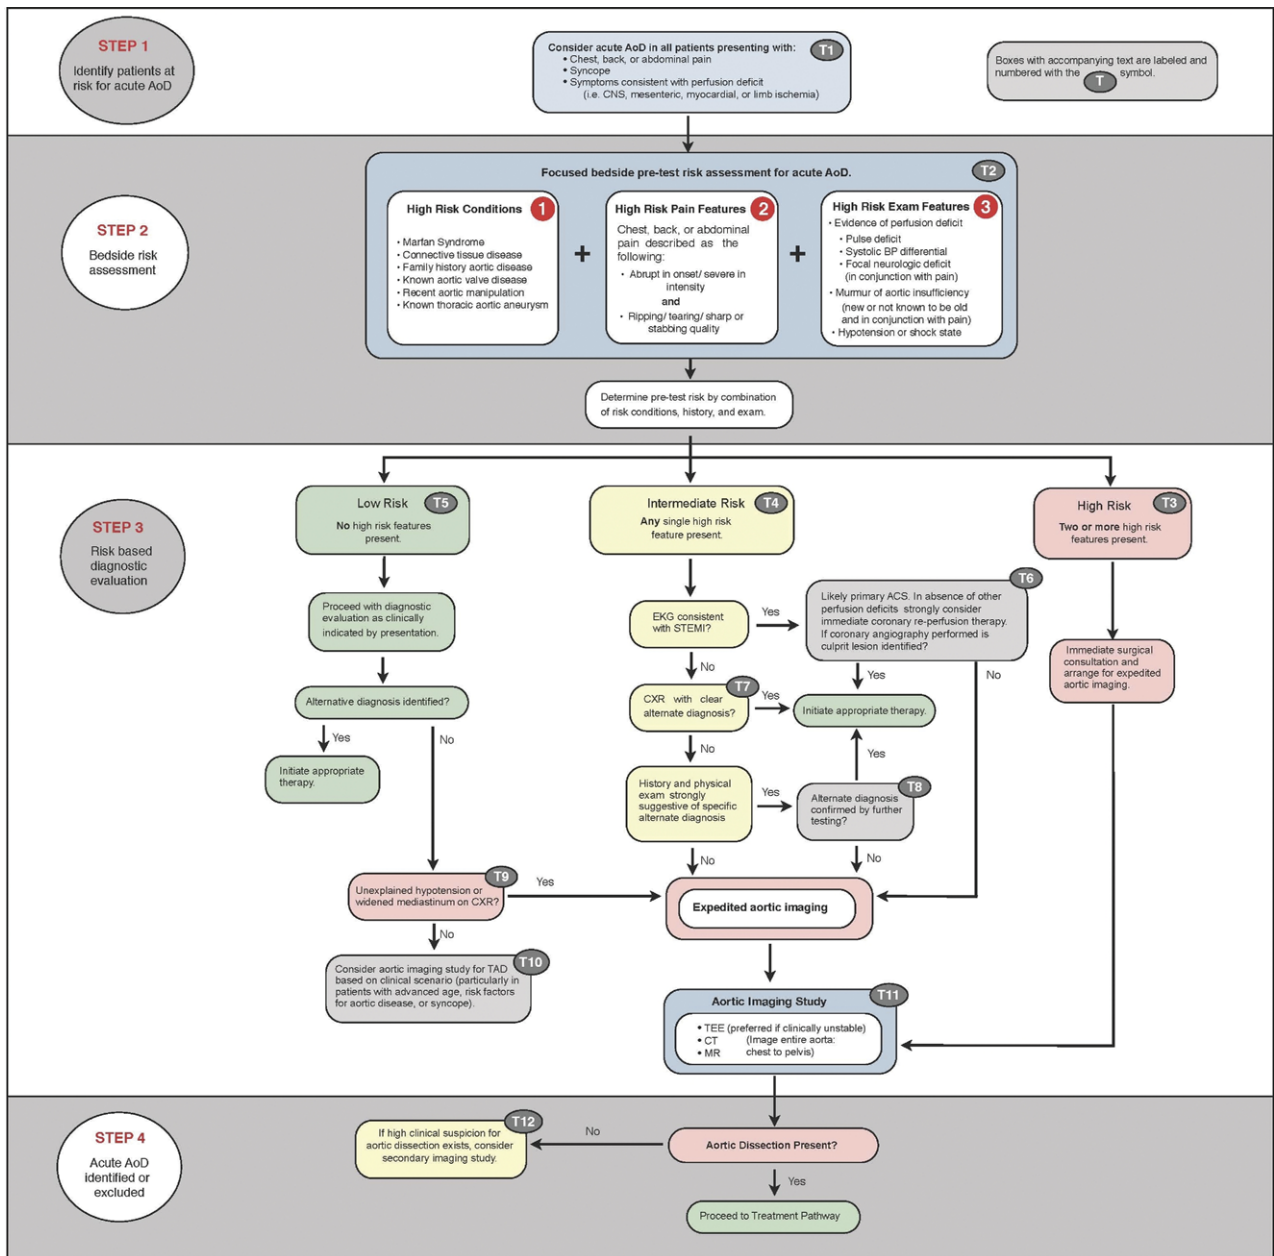 STEP 1
Identify patients at
risk for acute AoD
Consider acute AoD in all patients presenting with:
T1
• Chest, back, or abdominal pain
• Syncope
• Symptoms consistent with perfusion deficit
(i.e. CNS, mesenteric, myocardial, or limb ischemia)
Boxes with accompanying text are labeled and
numbered with the T symbol.
STEP 2
Bedside risk
assessment
Focused bedside pre-test risk assessment for acute AoD.
T2
High Risk Conditions
1
• Marfan Syndrome
• Connective tissue disease
• Family history aortic disease
• Known aortic valve disease
• Recent aortic manipulation
• Known thoracic aortic aneurysm
+
High Risk Pain Features
2
Chest, back, or abdominal
pain described as the
following:
• Abrupt in onset/ severe in
intensity
and
• Ripping/ tearing/ sharp or
stabbing quality
+
High Risk Exam Features
3
• Evidence of perfusion deficit
• Pulse deficit
• Systolic BP differential
• Focal neurologic deficit
(in conjunction with pain)
• Murmur of aortic insufficiency
(new or not known to be old
and in conjunction with pain)
• Hypotension or shock state
Determine pre-test risk by combination
of risk conditions, history, and exam.
STEP 3
Risk based
diagnostic
evaluation
Low Risk
T5
No high risk features
present.
Proceed with diagnostic
evaluation as clinically
indicated by presentation.
Alternative diagnosis identified?
Yes
No
Initiate appropriate
therapy.
T9
Unexplained hypotension or
widened mediastinum on CXR?
Yes
No
T10
Consider aortic imaging study for TAD
based on clinical scenario (particularly in
patients with advanced age, risk factors
for aortic disease, or syncope).
Intermediate Risk
T4
Any single high risk
feature present.
EKG consistent
with STEMI?
Yes
No
T6
Likely primary ACS. In absence of other
perfusion deficits strongly consider
immediate coronary re-perfusion therapy.
If coronary angiography performed is
culprit lesion identified?
Yes
No
T7
CXR with clear
alternate diagnosis?
Yes
No
Initiate appropriate therapy.
History and physical
exam strongly
suggestive of specific
alternate diagnosis
Yes
No
T8
Alternate diagnosis
confirmed by further
testing?
Yes
No
Expedited aortic imaging
High Risk
T3
Two or more high risk
features present.
Immediate surgical
consultation and
arrange for expedited
aortic imaging.
Aortic Imaging Study
T11
• TEE (preferred if clinically unstable)
• CT (Image entire aorta:
• MR chest to pelvis)
STEP 4
Acute AoD
identified or
excluded
Aortic Dissection Present?
No
Yes
T12
If high clinical suspicion for
aortic dissection exists, consider
secondary imaging study.
Proceed to Treatment Pathway